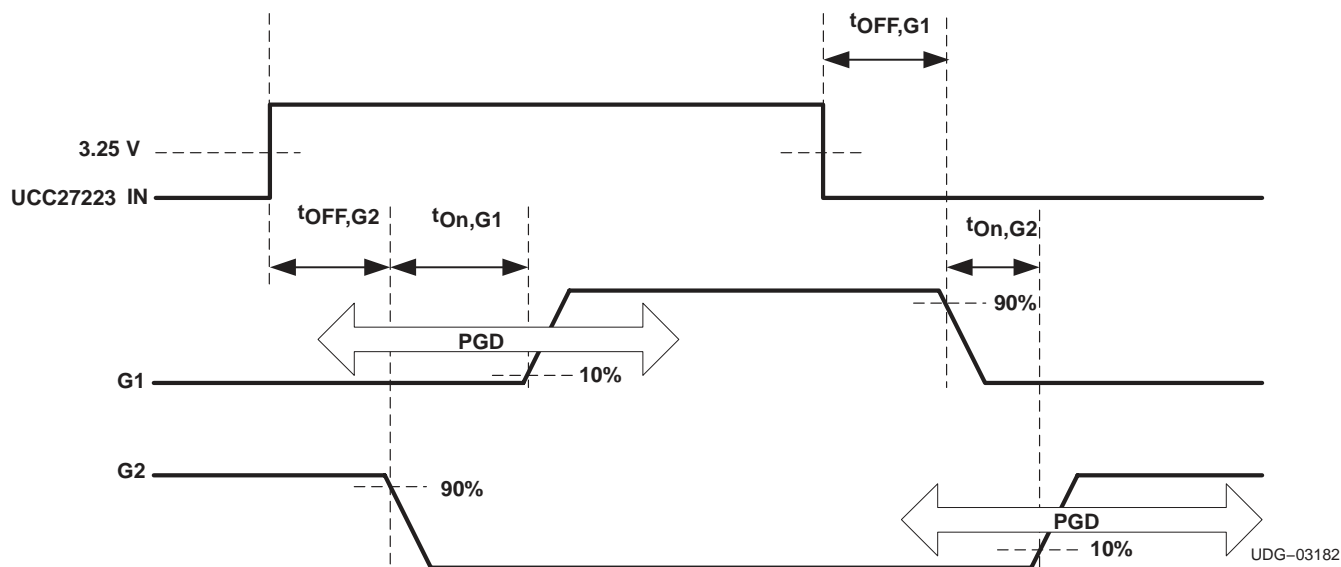 tOFF,G1
3.25 V
UCC27223 IN
tOFF,G2
tOn,G1
tOn,G2
90%
PGD
10%
G1
G2
90%
PGD
10%
UDG–03182